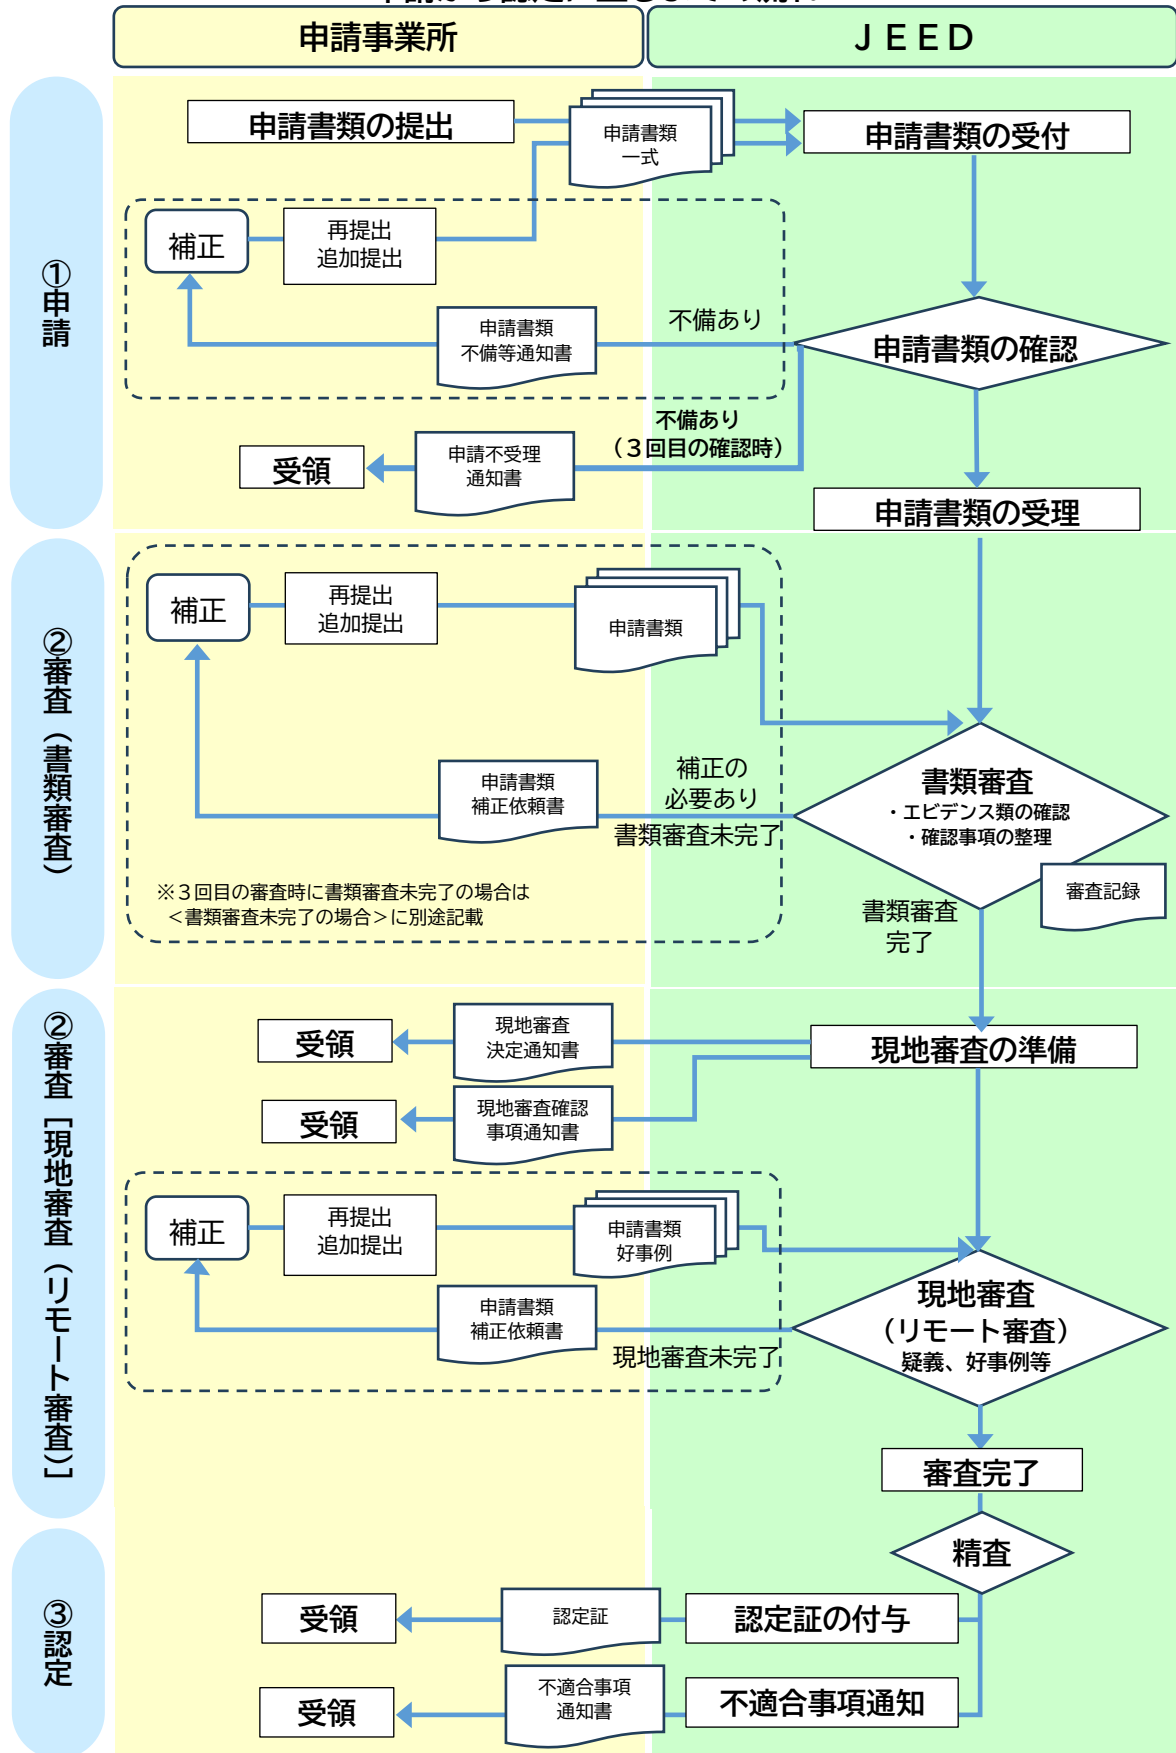 申請事業所
ＪＥＥＤ
①申請
申請書類の提出
申請書類
一式
申請書類の受付
補正
再提出
追加提出
申請書類
不備等通知書
不備あり
申請書類の確認
不備あり
（３回目の確認時）
申請不受理
通知書
受領
申請書類の受理
②審査（書類審査）
補正
再提出
追加提出
申請書類
申請書類
補正依頼書
補正の
必要あり
書類審査未完了
書類審査
・エビデンス類の確認
・確認事項の整理
審査記録
※３回目の審査時に書類審査未完了の場合は
＜書類審査未完了の場合＞に別途記載
書類審査
完了
②審査［現地審査（リモート審査）］
受領
現地審査
決定通知書
現地審査の準備
受領
現地審査確認
事項通知書
補正
再提出
追加提出
申請書類
好事例
申請書類
補正依頼書
現地審査未完了
現地審査
（リモート審査）
疑義、好事例等
審査完了
③認定
精査
受領
認定証
認定証の付与
受領
不適合事項
通知書
不適合事項通知